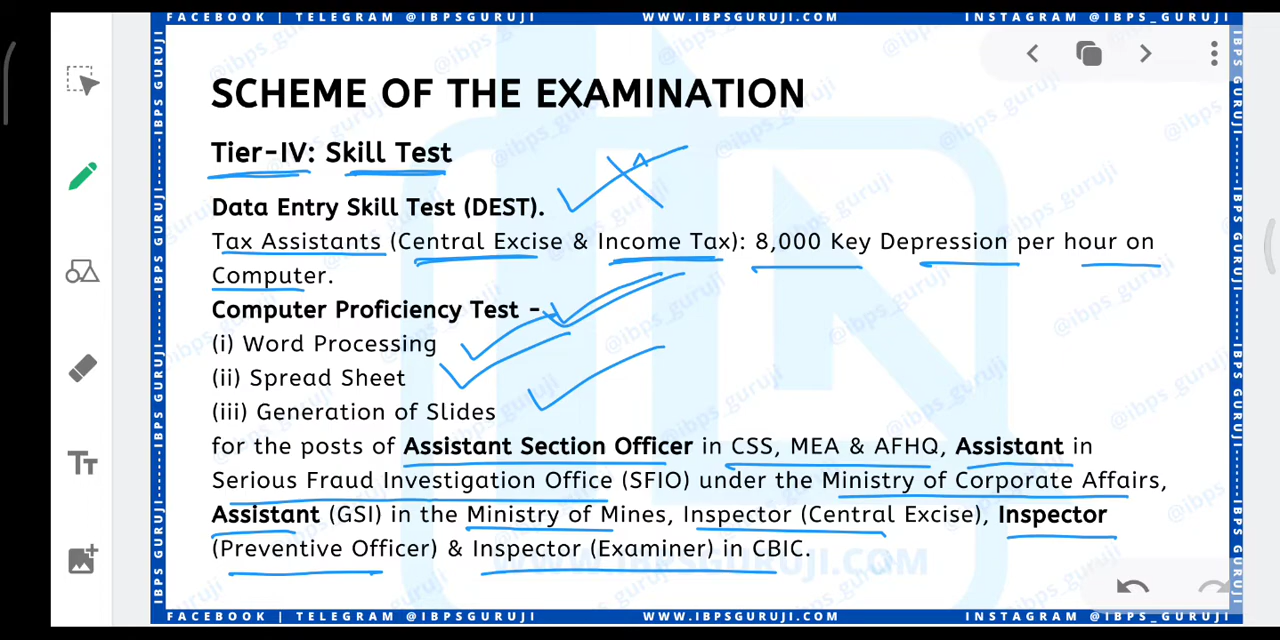 FACEBOOK | TELEGRAM @IBPSGURUJI WWW.IBPSGURUJI.COM INSTAGRAM @IBPS_GURUJI
SCHEME OF THE EXAMINATION
Tier-IV: Skill Test
Data Entry Skill Test (DEST).
Tax Assistants (Central Excise & Income Tax): 8,000 Key Depression per hour on
Computer.
Computer Proficiency Test -
(i) Word Processing
(ii) Spread Sheet
(iii) Generation of Slides
for the posts of Assistant Section Officer in CSS, MEA & AFHQ, Assistant in
Serious Fraud Investigation Office (SFIO) under the Ministry of Corporate Affairs,
Assistant (GSI) in the Ministry of Mines, Inspector (Central Excise), Inspector
(Preventive Officer) & Inspector (Examiner) in CBIC.
WWW.IBPSGURUJI.COM
FACEBOOK | TELEGRAM @IBPSGURUJI WWW.IBPSGURUJI.COM INSTAGRAM @IBPS_GURUJI